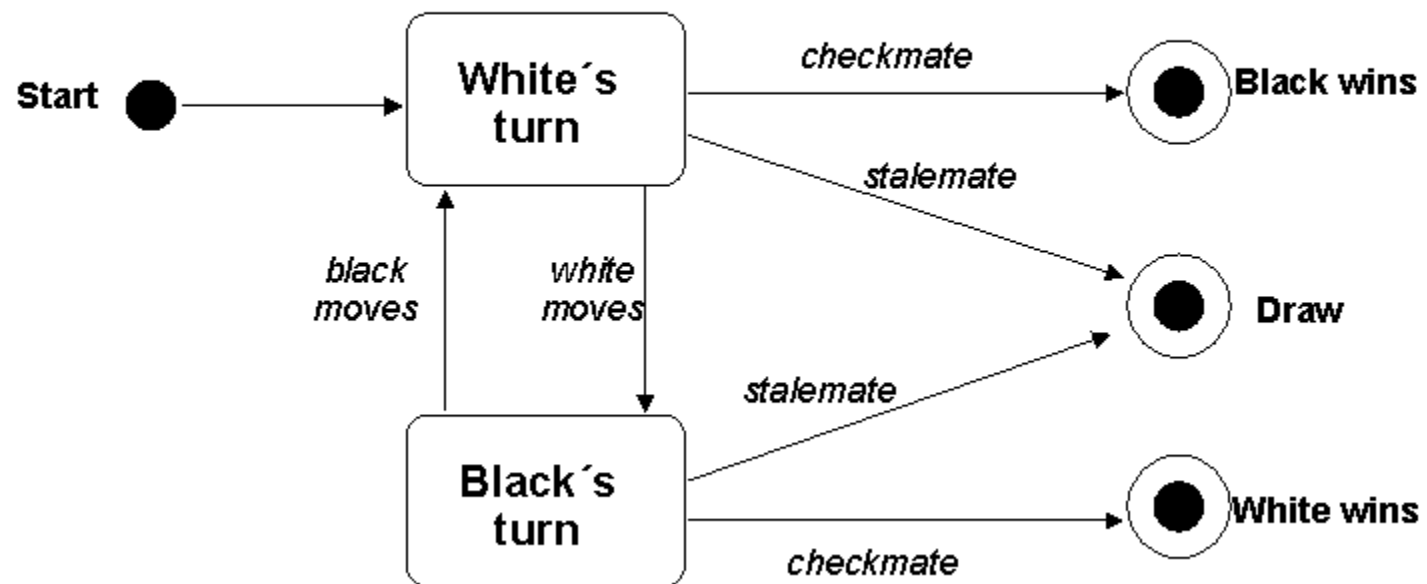 Start
White´s
turn
checkmate
Black wins
stalemate
black
moves
white
moves
Draw
stalemate
Black´s
turn
White wins
checkmate